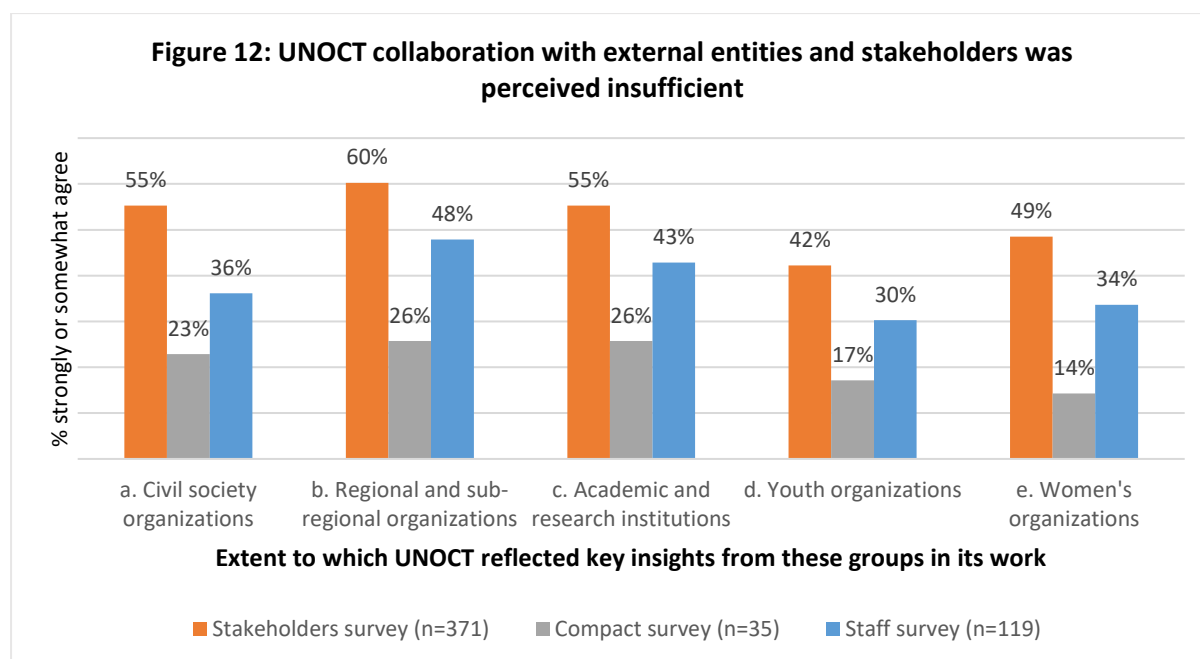 Figure 12: UNOCT collaboration with external entities and stakeholders was
perceived insufficient
% strongly or somewhat agree
55%
23%
36%
60%
26%
48%
55%
26%
43%
42%
17%
30%
49%
14%
34%
a. Civil society
organizations
b. Regional and sub-
regional organizations
c. Academic and
research institutions
d. Youth organizations
e. Women's
organizations
Extent to which UNOCT reflected key insights from these groups in its work
Stakeholders survey (n=371) Compact survey (n=35) Staff survey (n=119)